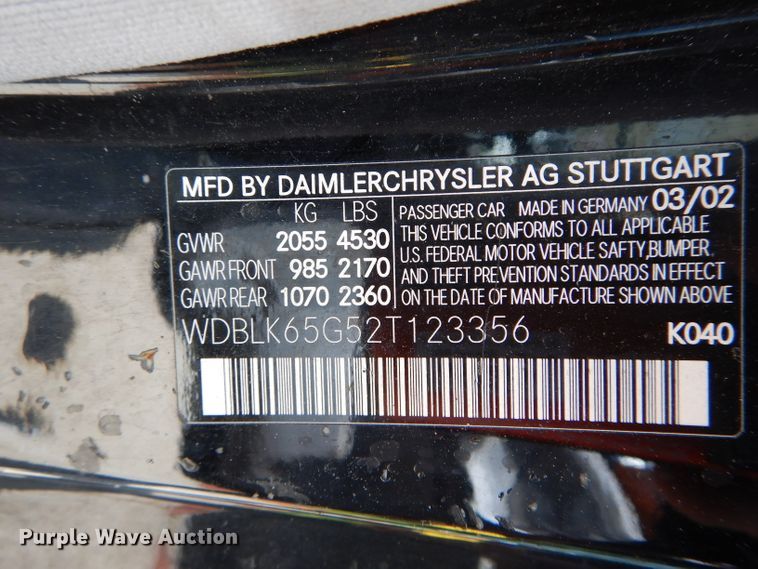 MFD BY DAIMLERCHRYSLER AG STUTTGART
KG LBS
GVWR 2055 4530
GAWR FRONT 985 2170
GAWR REAR 1070 2360
PASSENGER CAR MADE IN GERMANY 03/02
THIS VEHICLE CONFORMS TO ALL APPLICABLE
U.S. FEDERAL MOTOR VEHICLE SAFTY,BUMPER
AND THEFT PREVENTION STANDARDS IN EFFECT
ON THE DATE OF MANUFACTURE SHOWN ABOVE
WDBLK65G52T123356 K040
Purple Wave Auction